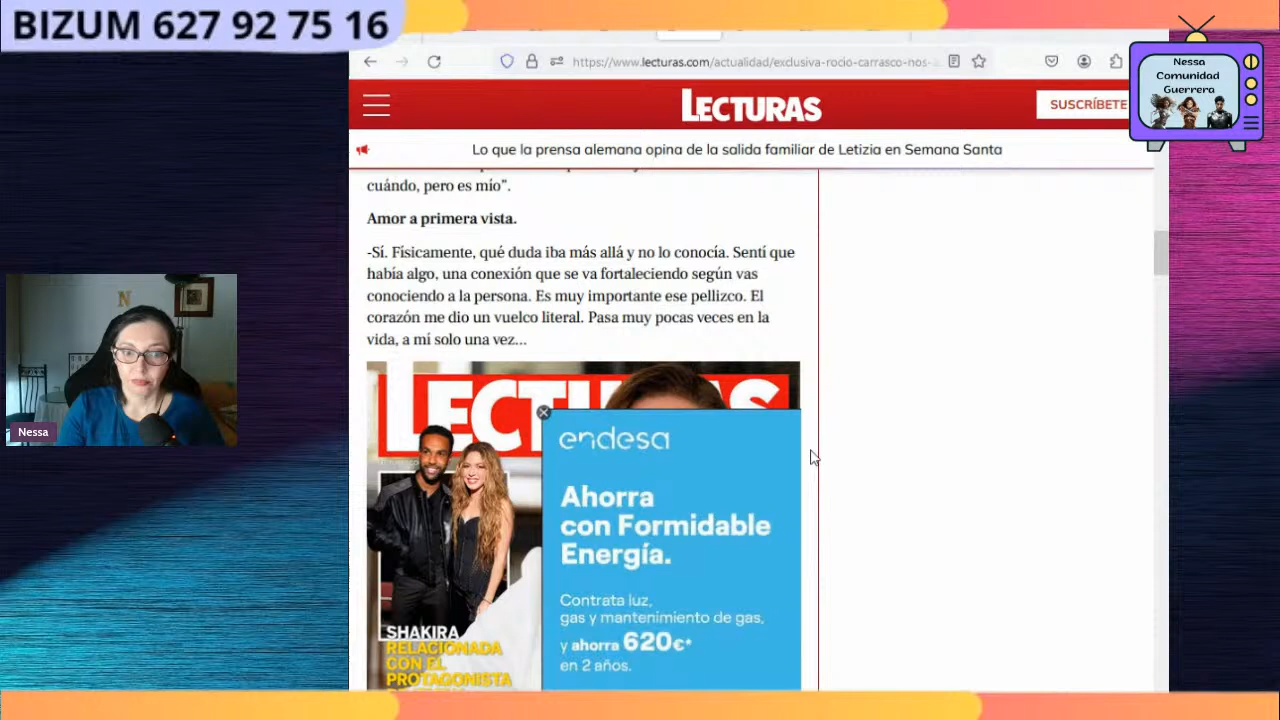 BIZUM 627 92 75 16
https://www.lecturas.com/actualidad/exclusiva-rocio-carrasco-nos-
Nessa
Comunidad
Guerrera
LECTURAS
SUSCRÍBETE
Lo que la prensa alemana opina de la salida familiar de Letizia en Semana Santa
cuándo, pero es mío”.
Amor a primera vista.
-Sí. Físicamente, qué duda iba más allá y no lo conocía. Sentí que
había algo, una conexión que se va fortaleciendo según vas
conociendo a la persona. Es muy importante ese pellizco. El
corazón me dio un vuelco literal. Pasa muy pocas veces en la
vida, a mí solo una vez...
N
Nessa
endesa
Ahorra
con Formidable
Energía.
Contrata luz,
gas y mantenimiento de gas,
y ahorra 620€*
en 2 años.
SHAKIRA
RELACIONADA
CON EL
PROTAGONISTA